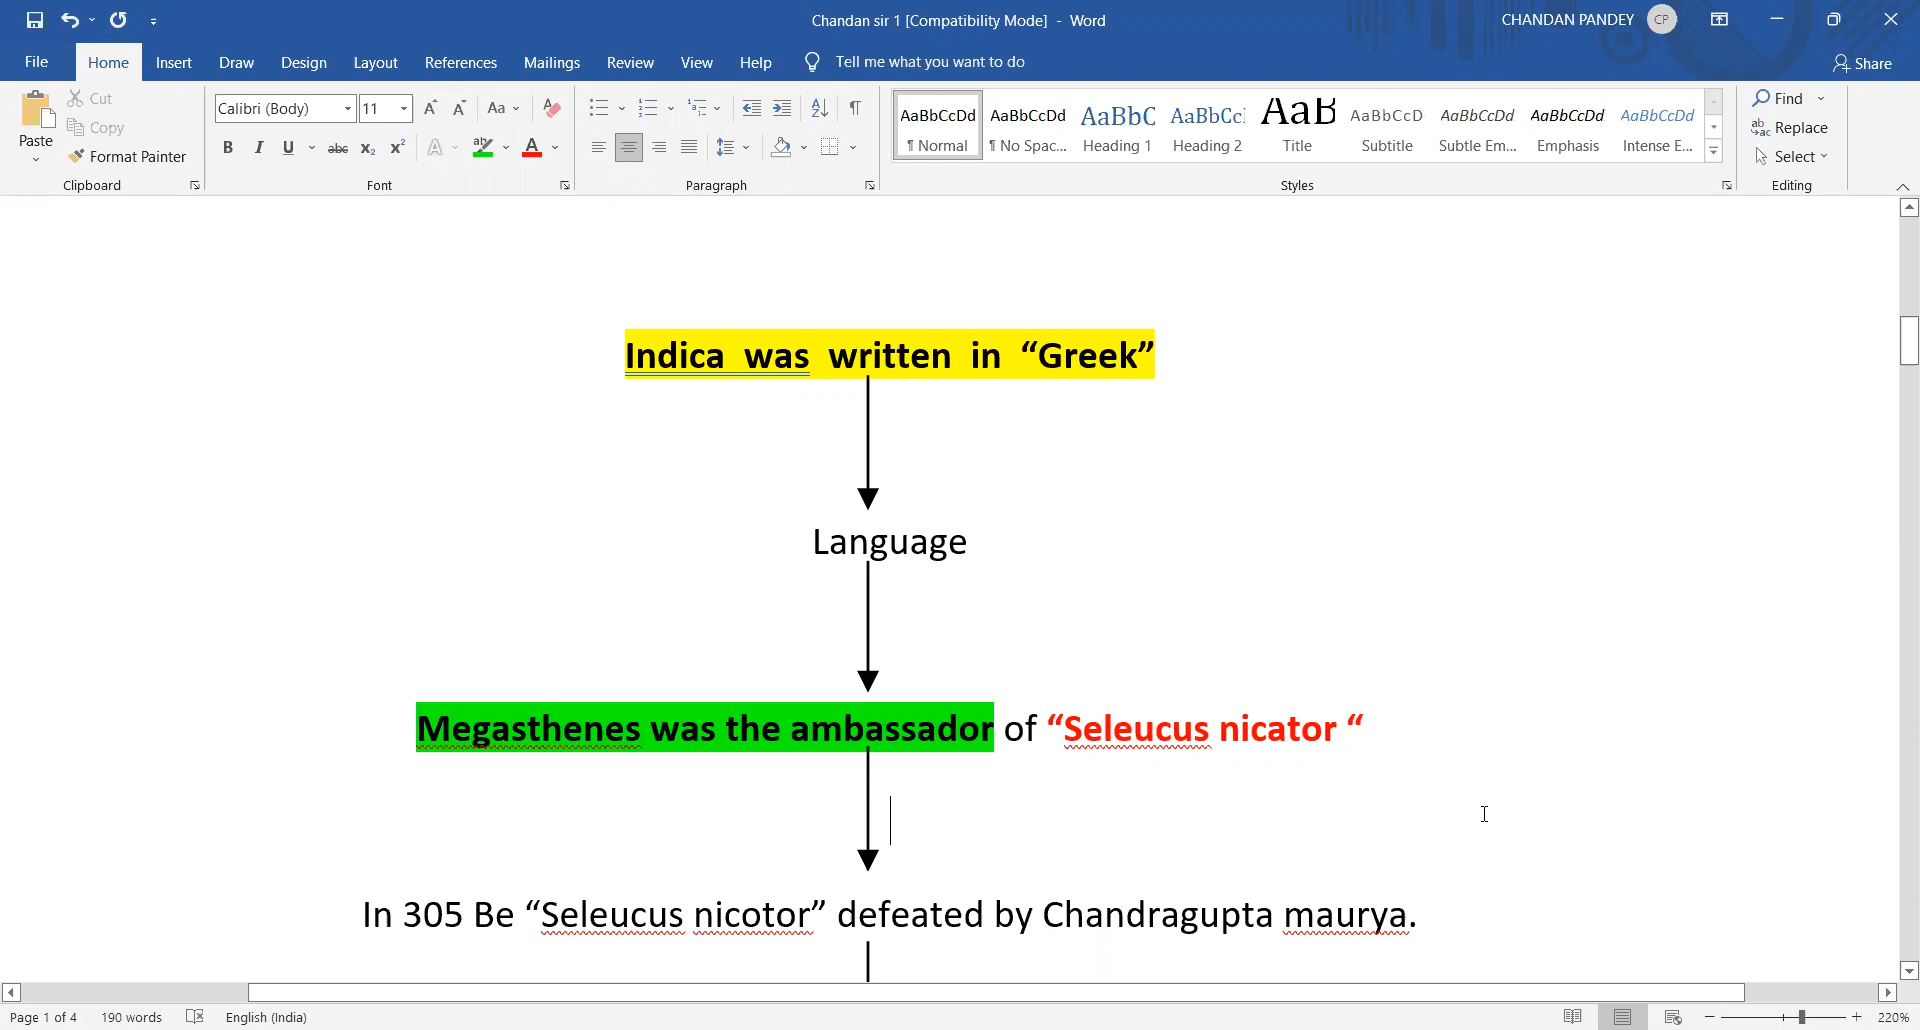 Chandan sir 1 [Compatibility Mode] - Word
CHANDAN PANDEY CP
File Home Insert Draw Design Layout References Mailings Review View Help Tell me what you want to do Share
Paste
Cut
Copy
Format Painter
Clipboard
Calibri (Body) 11 Aa
B I U abc x₂ x² A A
Font
Paragraph
AaBbCcDd AaBbCcDd AaBbC AaBbCc AaB AaBbCcD AaBbCcDd AaBbCcDd AaBbCcDd
¶ Normal ¶ No Spac... Heading 1 Heading 2 Title Subtitle Subtle Em... Emphasis Intense E...
Styles
Find
Replace
Select
Editing
Indica was written in “Greek”
Language
Megasthenes was the ambassador of “Seleucus nicator “
In 305 Be “Seleucus nicotor” defeated by Chandragupta maurya.
Page 1 of 4 190 words English (India) 220%